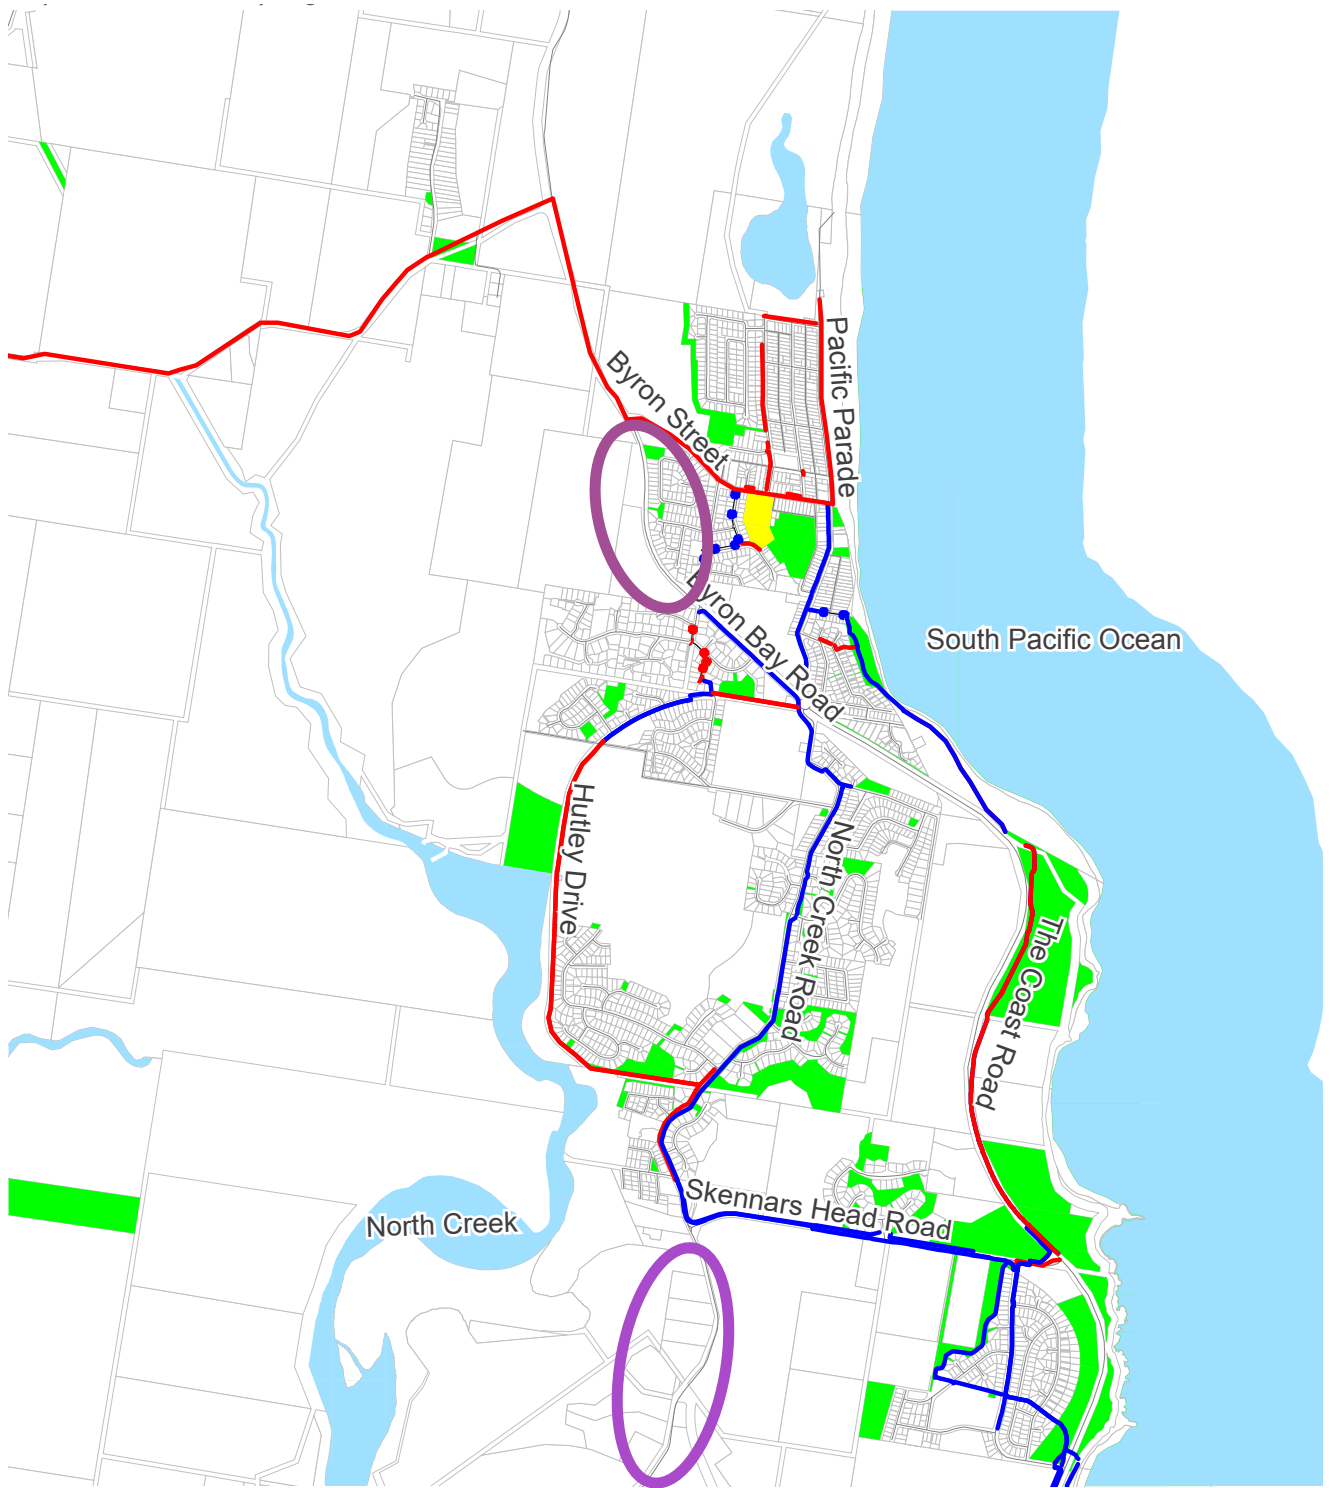 Pacific Parade
Byron Street
Byron Bay Road
South Pacific Ocean
Hutley Drive
North Creek Road
The Coast Road
Skennars Head Road
North Creek